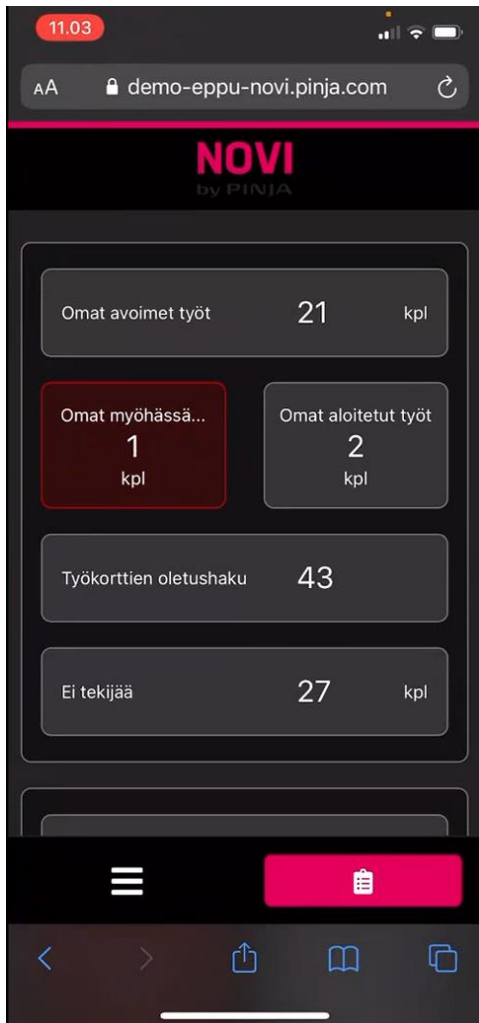 11.03
AA demo-eppu-novi.pinja.com
NOVI
by PINJA
Omat avoimet työt 21 kpl
Omat myöhässä...
1
kpl
Omat aloitetut työt
2
kpl
Työkorttien oletushaku 43
Ei tekijää 27 kpl